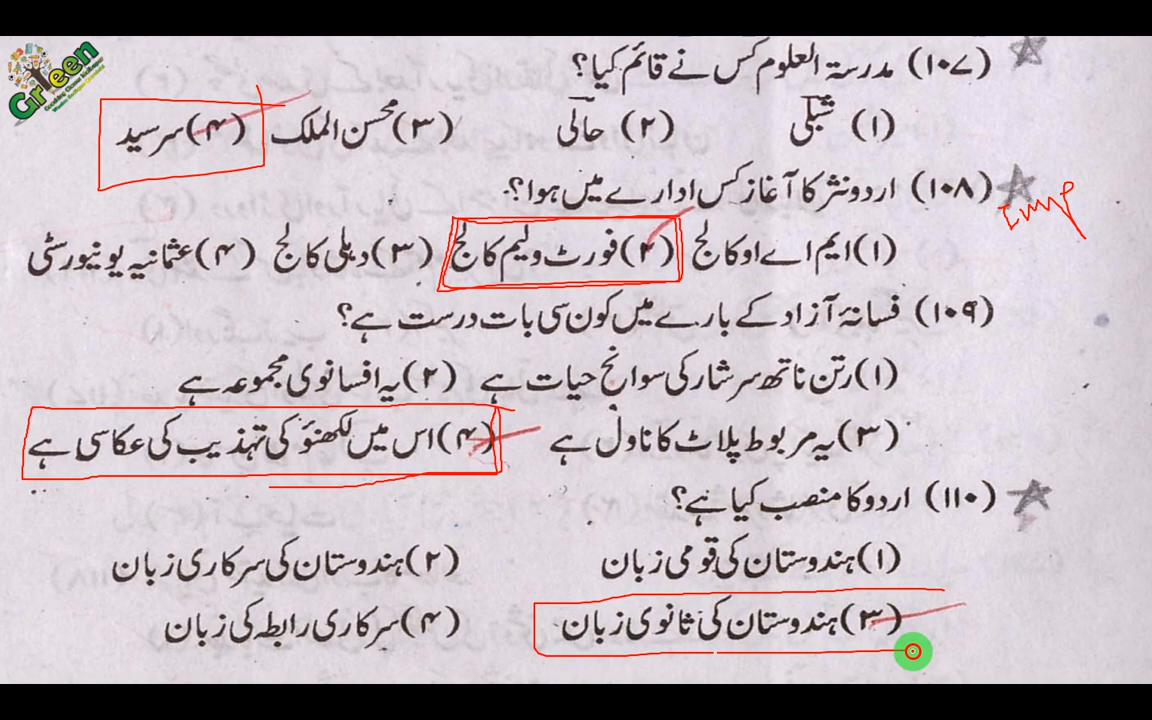 Green
(۱۰۷) مدرسۃ العلوم کس نے قائم کیا؟
(۱) شبلی (۲) حالی (۳) محسن الملک (۴) سرسید
(۱۰۸) اردو نثر کا آغاز کس ادارے میں ہوا؟
Imp
(۱) ایم اے او کالج (۲) فورٹ ولیم کالج (۳) دہلی کالج (۴) عثمانیہ یونیورسٹی
(۱۰۹) فسانۂ آزاد کے بارے میں کون سی بات درست ہے؟
(۱) رتن ناتھ سرشار کی سوانح حیات ہے (۲) یہ افسانوی مجموعہ ہے
(۳) یہ مربوط پلاٹ کا ناول ہے (۴) اس میں لکھنؤ کی تہذیب کی عکاسی ہے
(۱۱۰) اردو کا منصب کیا ہے؟
(۱) ہندوستان کی قومی زبان (۲) ہندوستان کی سرکاری زبان
(۳) ہندوستان کی ثانوی زبان (۴) سرکاری رابطہ کی زبان